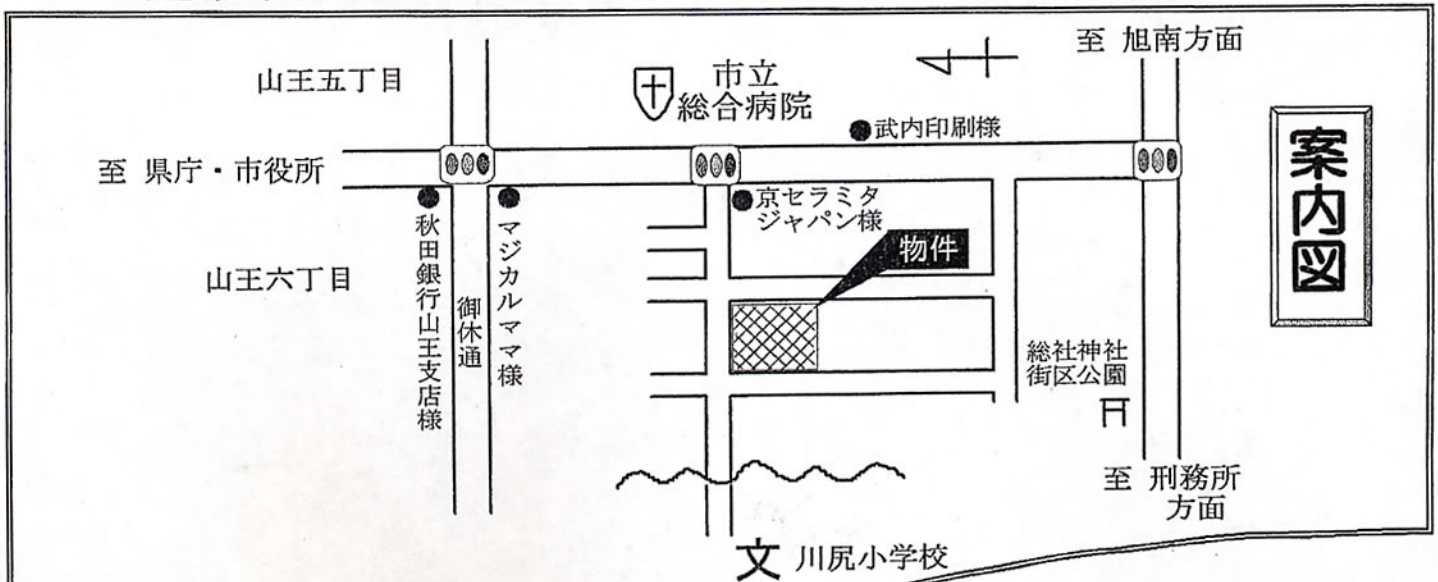 至 旭南方面
山王五丁目
市立
総合病院
武内印刷様
至 県庁・市役所
案内図
京セラミタ
ジャパン様
秋田銀行山王支店様
御休通
マジカルママ様
物件
山王六丁目
総社神社
街区公園
至 刑務所
方面
文 川尻小学校